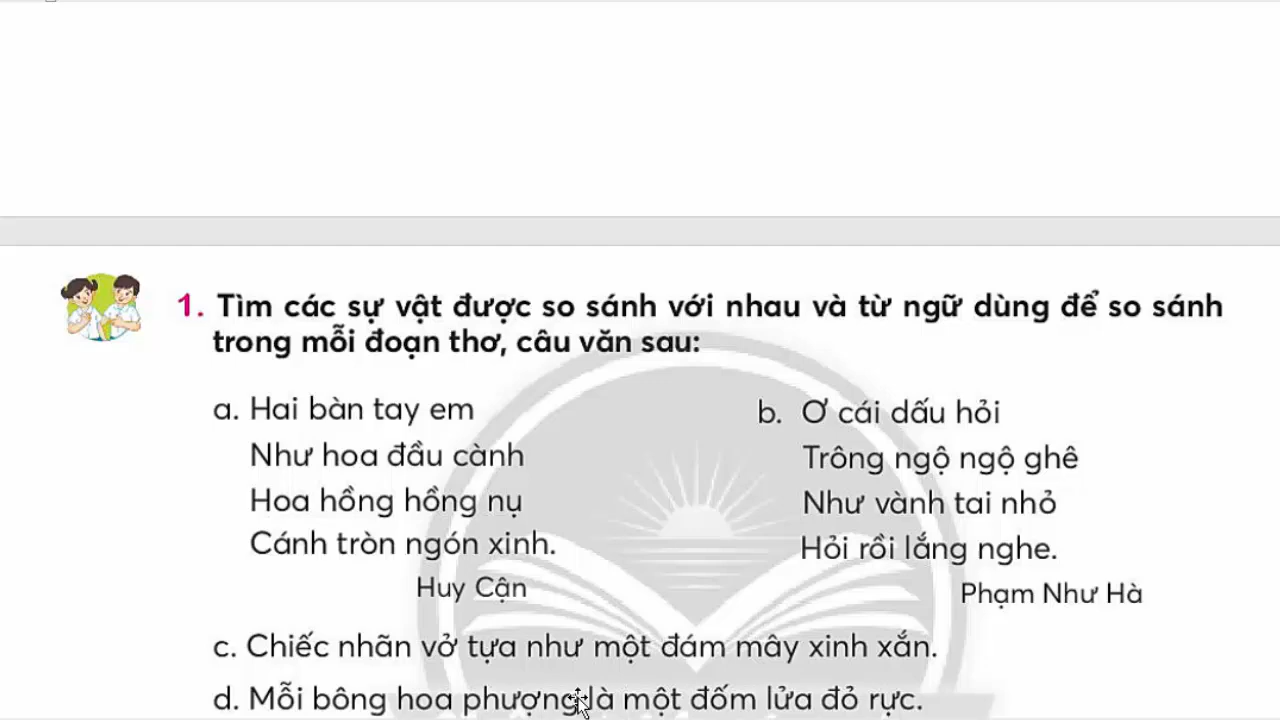 1. Tìm các sự vật được so sánh với nhau và từ ngữ dùng để so sánh
trong mỗi đoạn thơ, câu văn sau:
a. Hai bàn tay em
Như hoa đầu cành
Hoa hồng hồng nụ
Cánh tròn ngón xinh.
Huy Cận
b. Ơ cái dấu hỏi
Trông ngộ ngộ ghê
Như vành tai nhỏ
Hỏi rồi lắng nghe.
Phạm Như Hà
c. Chiếc nhãn vở tựa như một đám mây xinh xắn.
d. Mỗi bông hoa phượng là một đốm lửa đỏ rực.